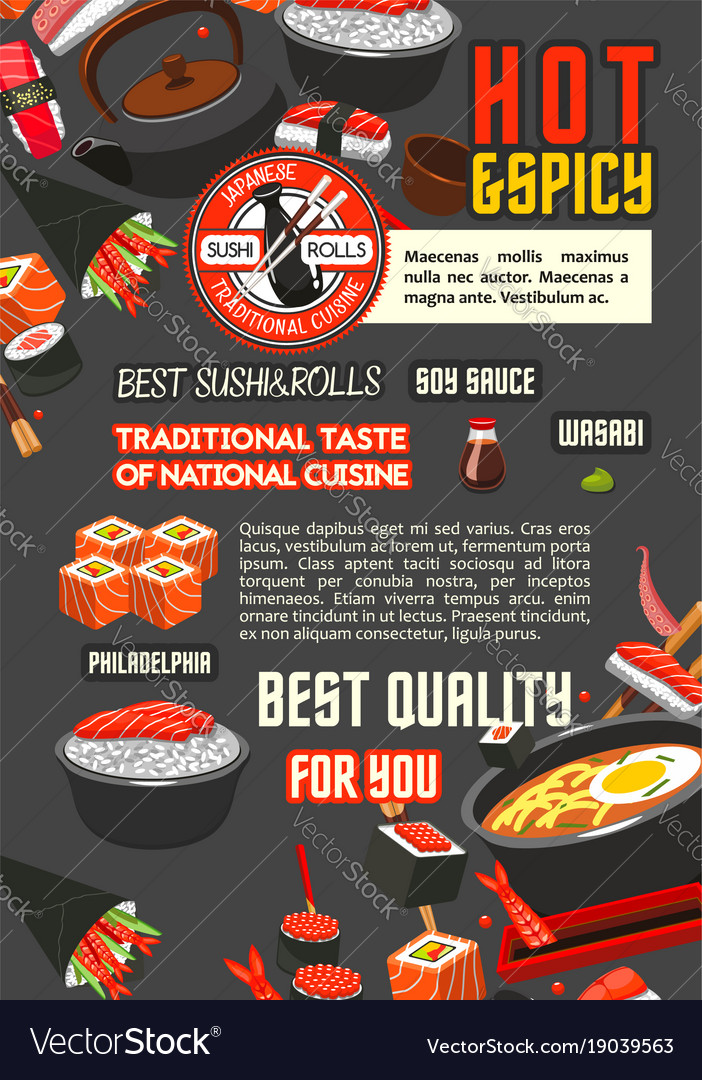 HOT
&SPICY
JAPANESE
SUSHI ROLLS
TRADITIONAL CUISINE
Maecenas mollis maximus
nulla nec auctor. Maecenas a
magna ante. Vestibulum ac.
BEST SUSHI&ROLLS
SOY SAUCE
WASABI
TRADITIONAL TASTE
OF NATIONAL CUISINE
Quisque dapibus eget mi sed varius. Cras eros
lacus, vestibulum ac lorem ut, fermentum porta
ipsum. Class aptent taciti sociosqu ad litora
torquent per conubia nostra, per inceptos
himenaeos. Etiam viverra tempus arcu. enim
ornare tincidunt in ut lectus. Praesent tincidunt,
ex non aliquam consectetur, ligula purus.
PHILADELPHIA
BEST QUALITY
FOR YOU
VectorStock®
VectorStock.com/19039563